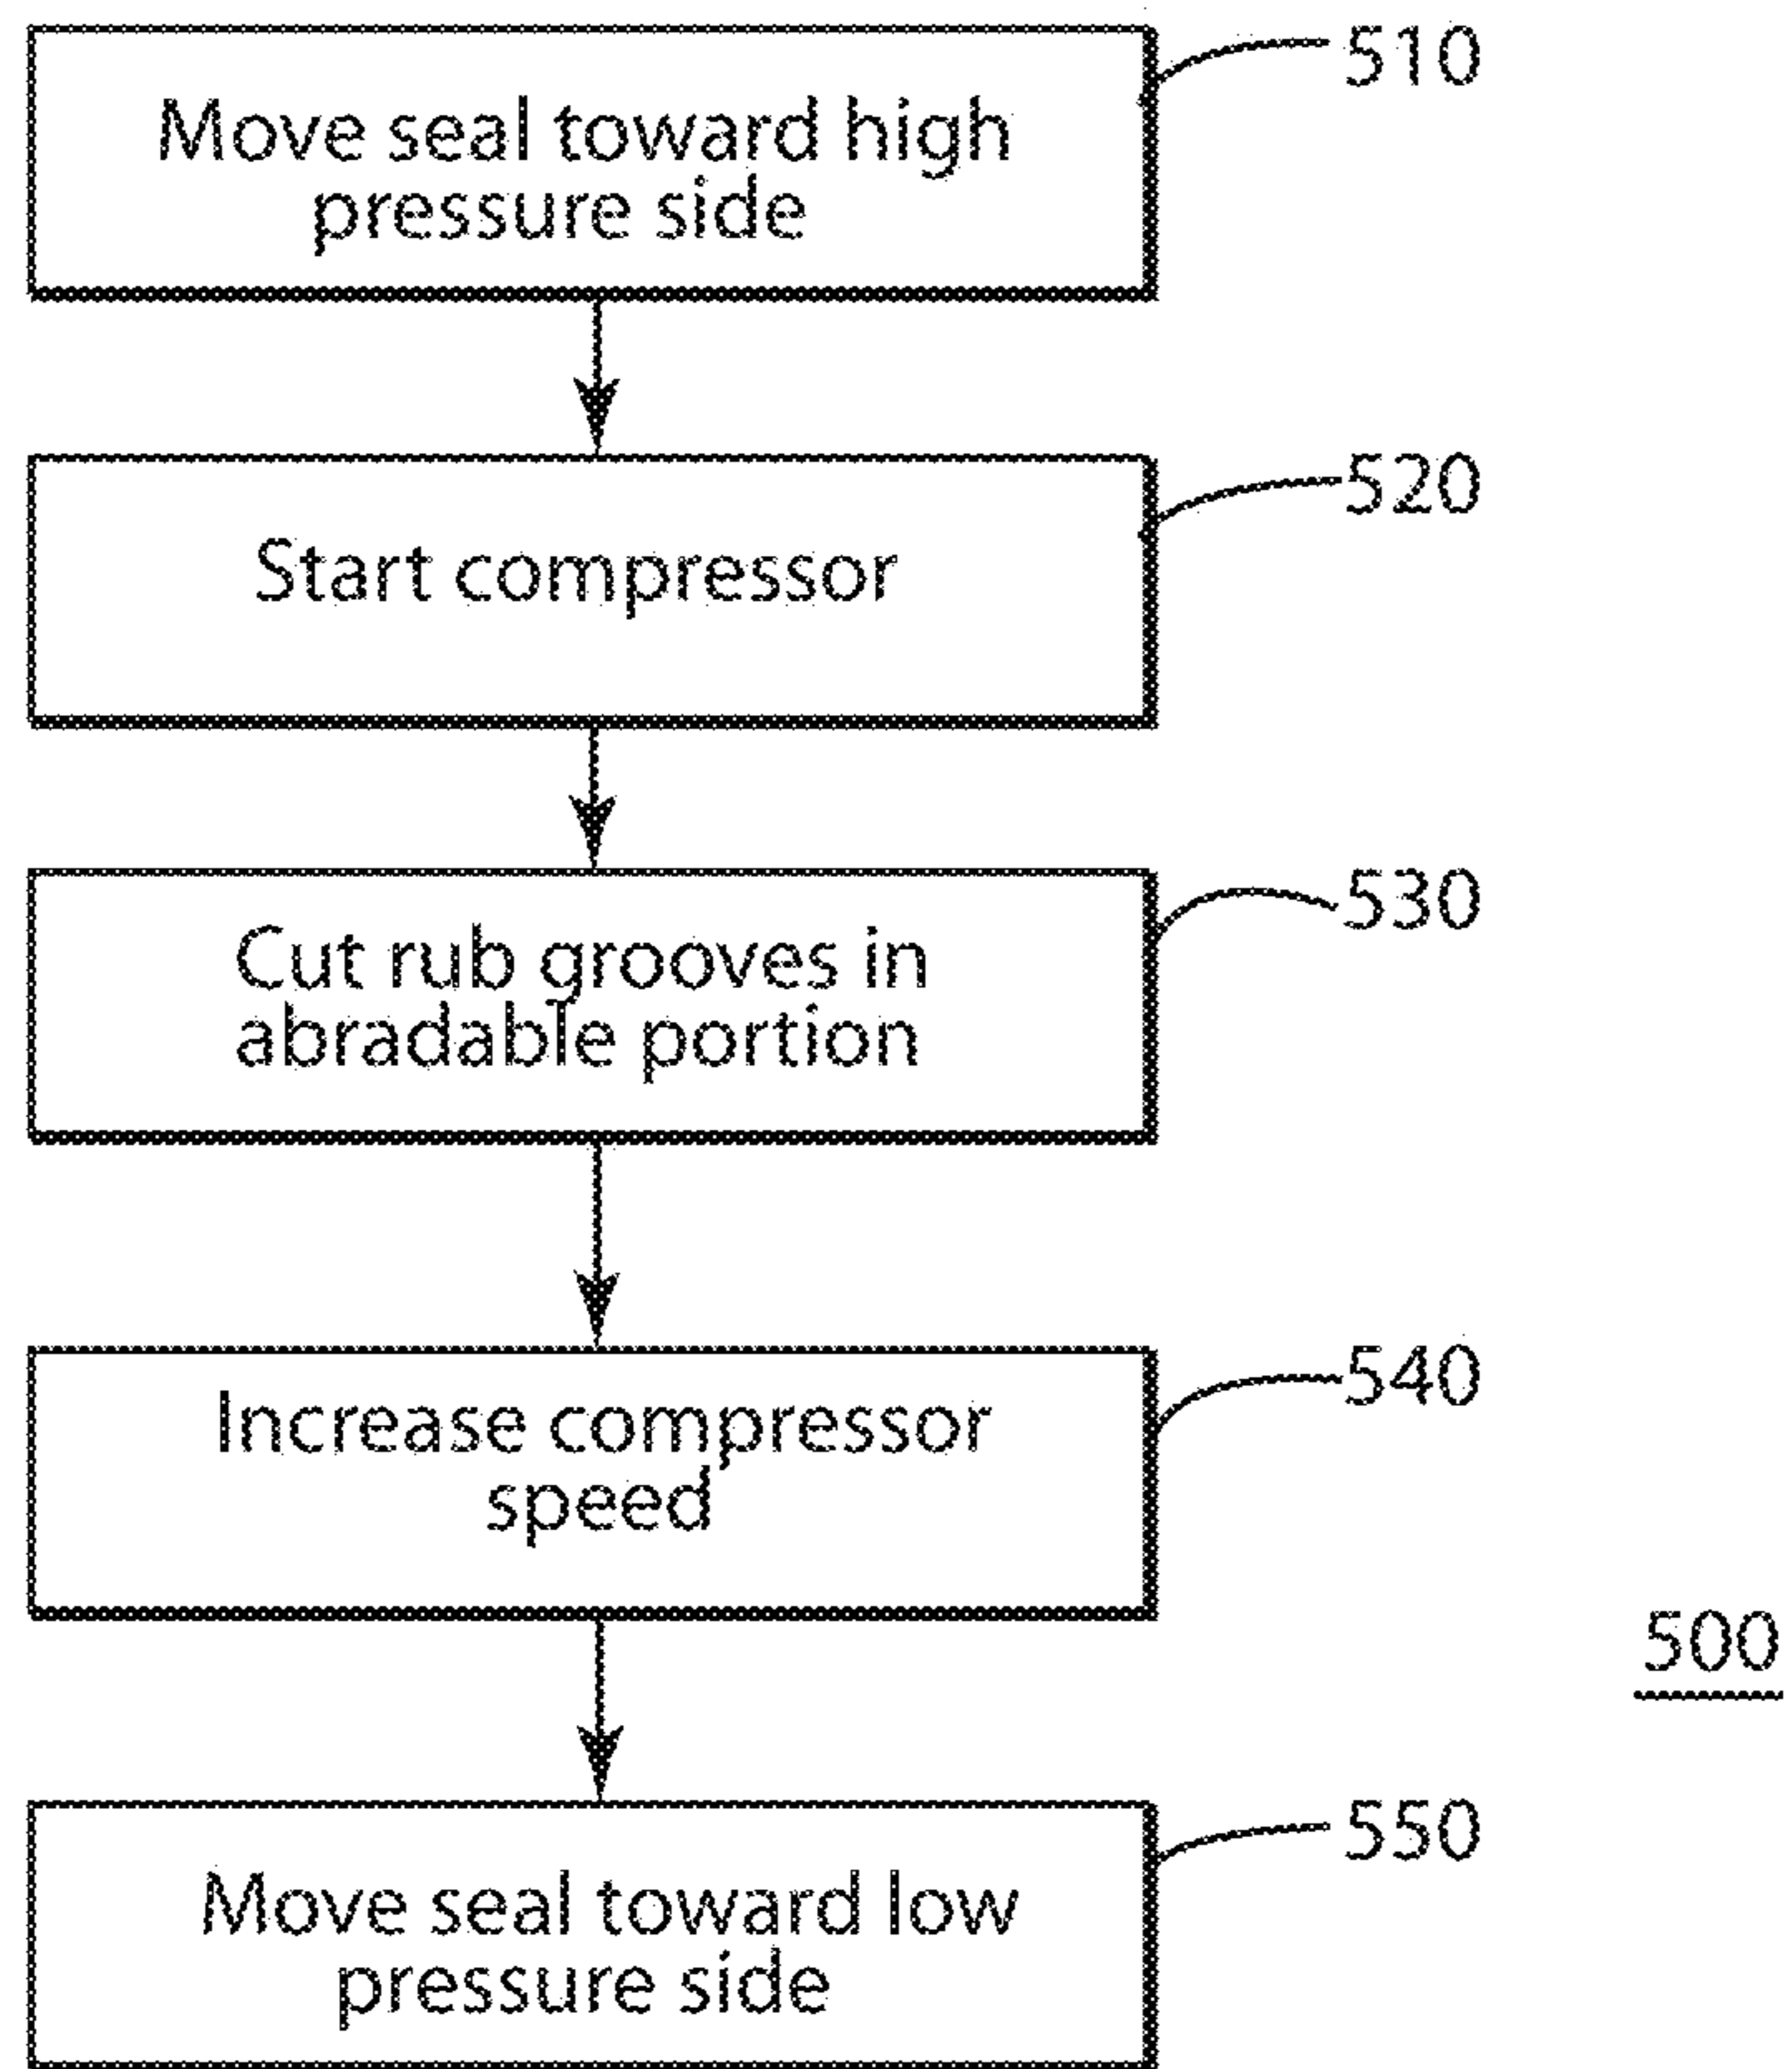 510
Move seal toward high
pressure side
520
Start compressor
530
Cut rub grooves in
abradable portion
540
Increase compressor
speed
500
550
Move seal toward low
pressure side